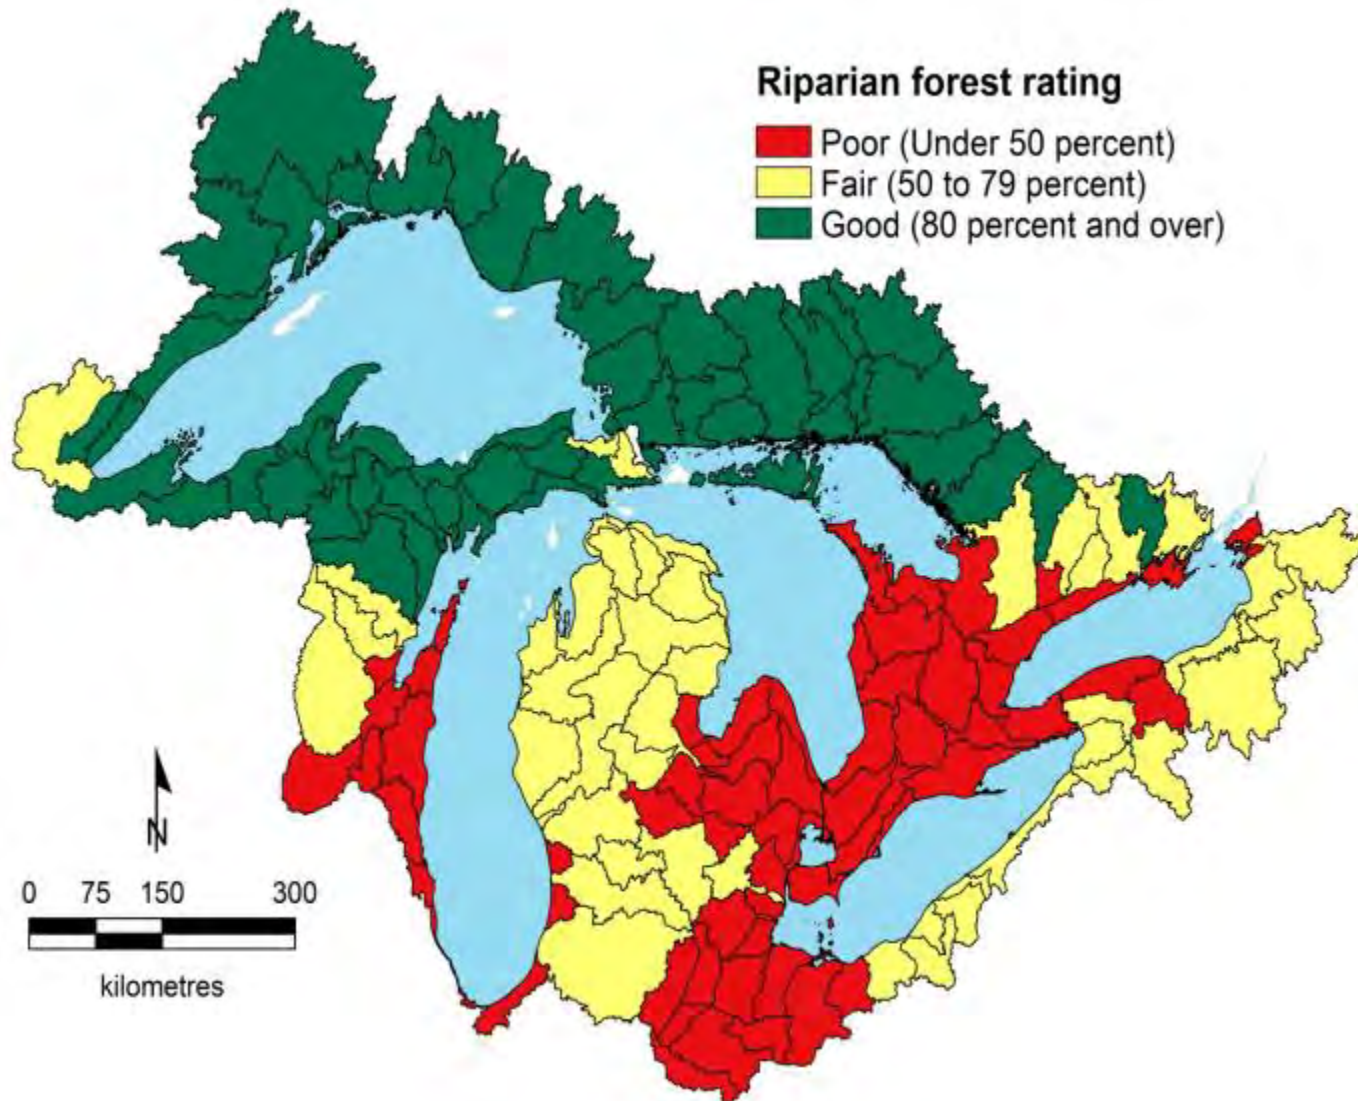 Riparian forest rating
Poor (Under 50 percent)
Fair (50 to 79 percent)
Good (80 percent and over)
N
0 75 150 300
kilometres